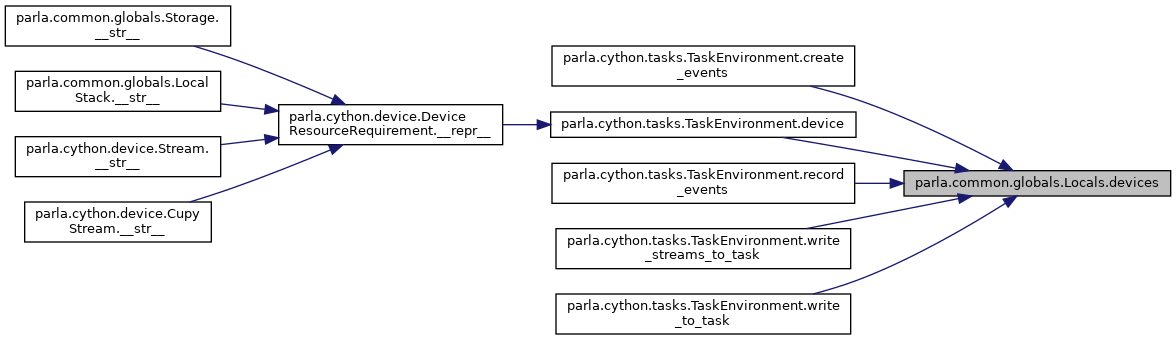 parla.common.globals.Storage.
__str__
parla.common.globals.Local
Stack.__str__
parla.cython.device.Stream.
__str__
parla.cython.device.Cupy
Stream.__str__
parla.cython.device.Device
ResourceRequirement.__repr__
parla.cython.tasks.TaskEnvironment.create
_events
parla.cython.tasks.TaskEnvironment.device
parla.cython.tasks.TaskEnvironment.record
_events
parla.cython.tasks.TaskEnvironment.write
_streams_to_task
parla.cython.tasks.TaskEnvironment.write
_to_task
parla.common.globals.Locals.devices